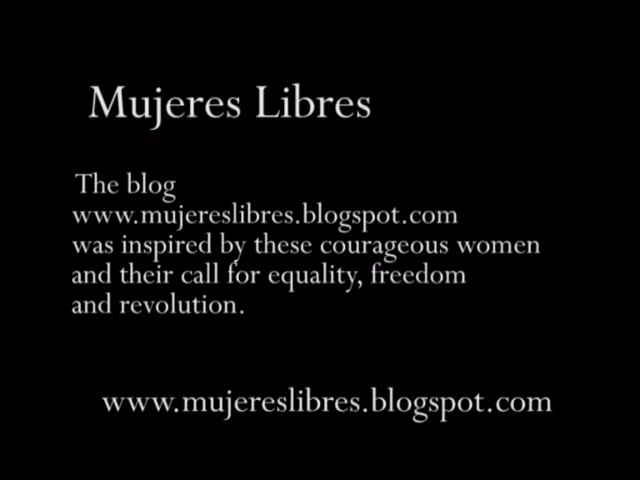 Mujeres Libres
The blog
www.mujereslibres.blogspot.com
was inspired by these courageous women
and their call for equality, freedom
and revolution.
www.mujereslibres.blogspot.com